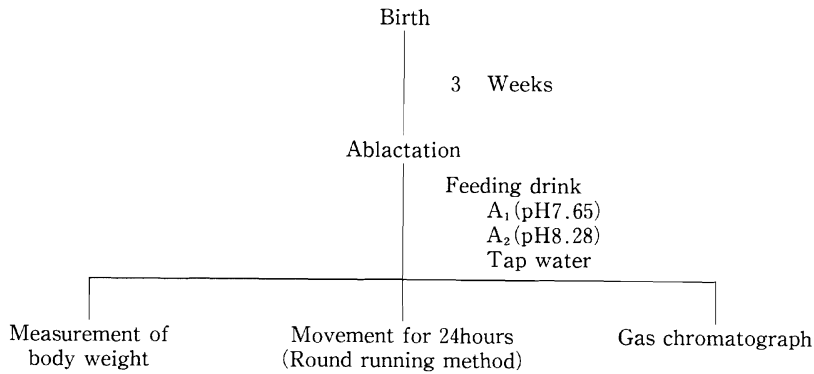 Birth
3 Weeks
Ablactation
Feeding drink
A₁(pH7.65)
A₂(pH8.28)
Tap water
Measurement of
body weight
Movement for 24hours
(Round running method)
Gas chromatograph